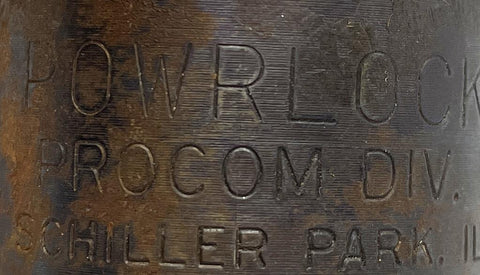 POWRLOCK
PROCOM DIV.
SCHILLER PARK. IL